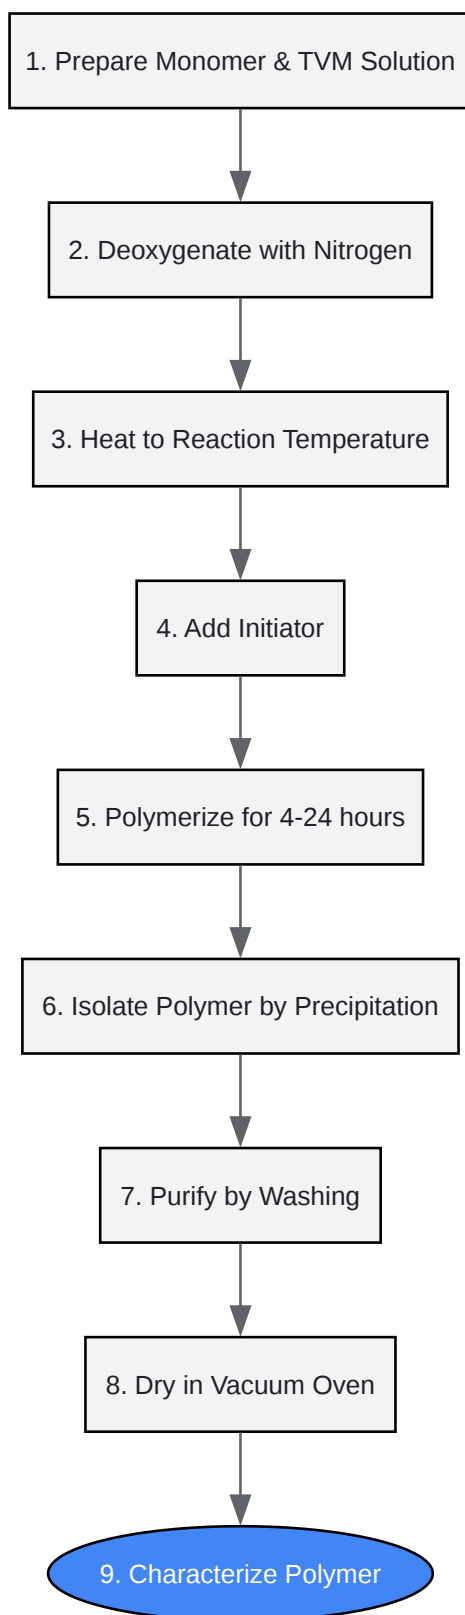 1. Prepare Monomer & TVM Solution
2. Deoxygenate with Nitrogen
3. Heat to Reaction Temperature
4. Add Initiator
5. Polymerize for 4-24 hours
6. Isolate Polymer by Precipitation
7. Purify by Washing
8. Dry in Vacuum Oven
9. Characterize Polymer